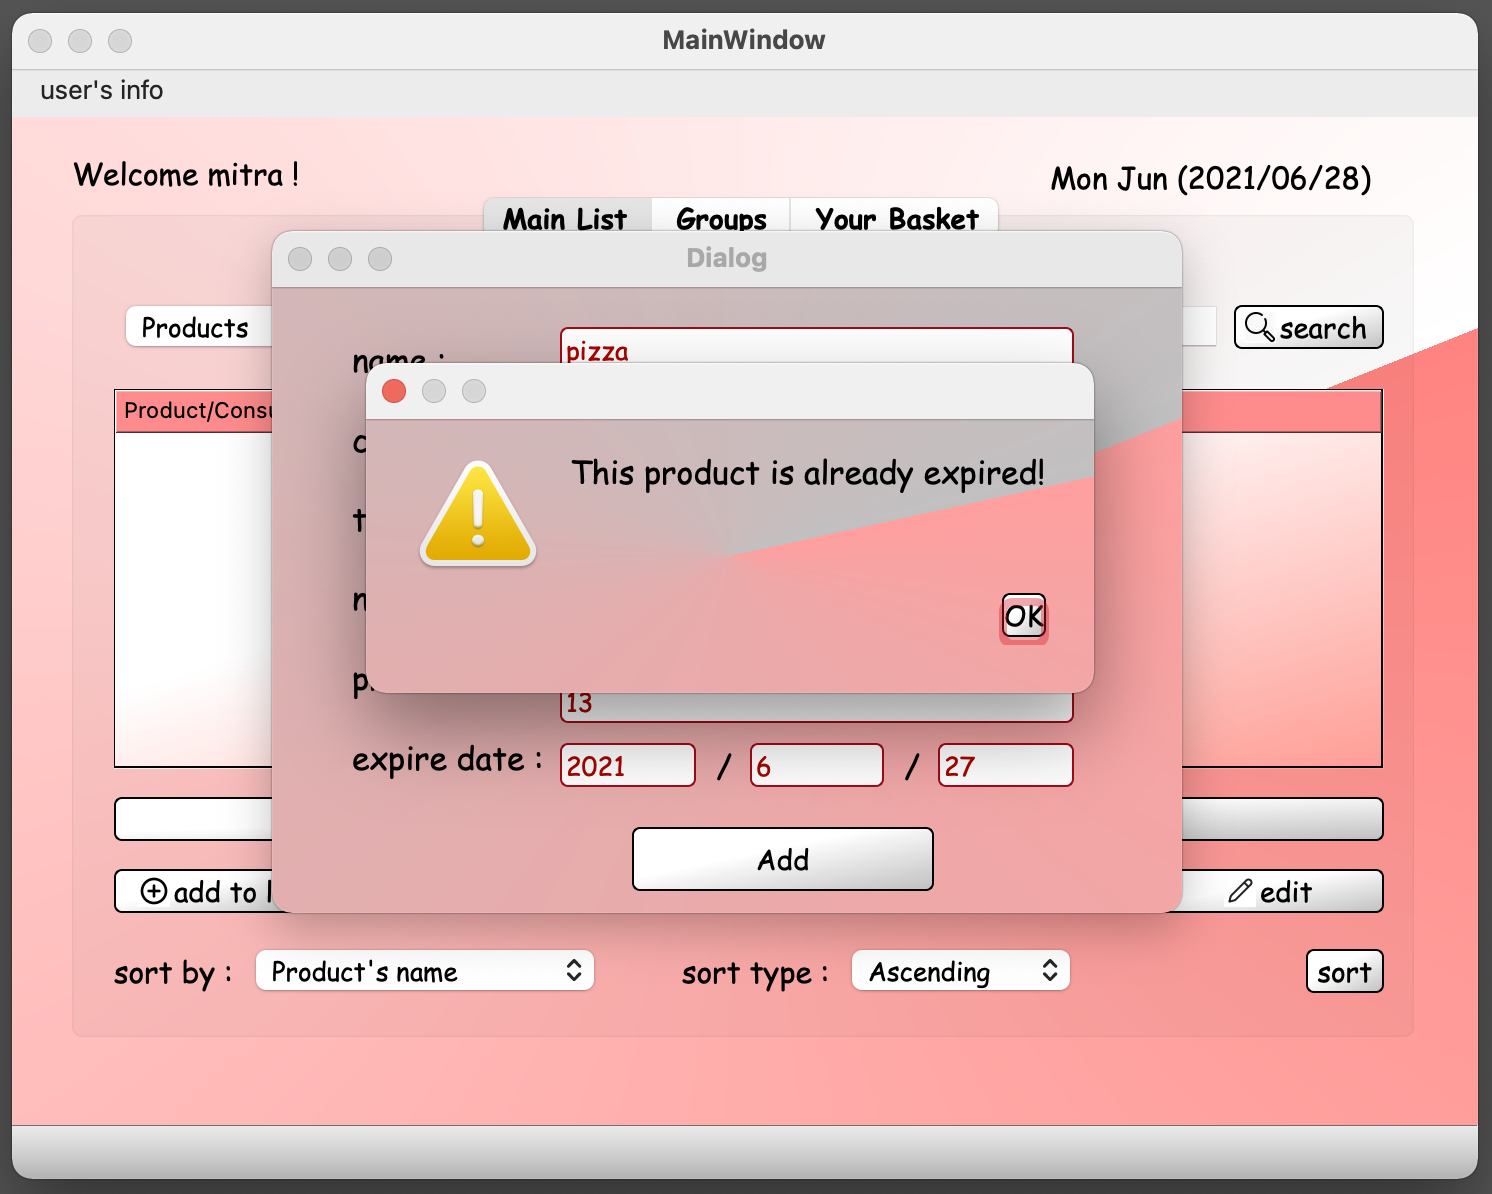 MainWindow
user's info
Welcome mitra !
Mon Jun (2021/06/28)
Main List Groups Your Basket
Dialog
Products
search
name :
pizza
This product is already expired!
OK
13
expire date : 2021 / 6 / 27
Add
add to
edit
sort by : Product's name sort type : Ascending sort